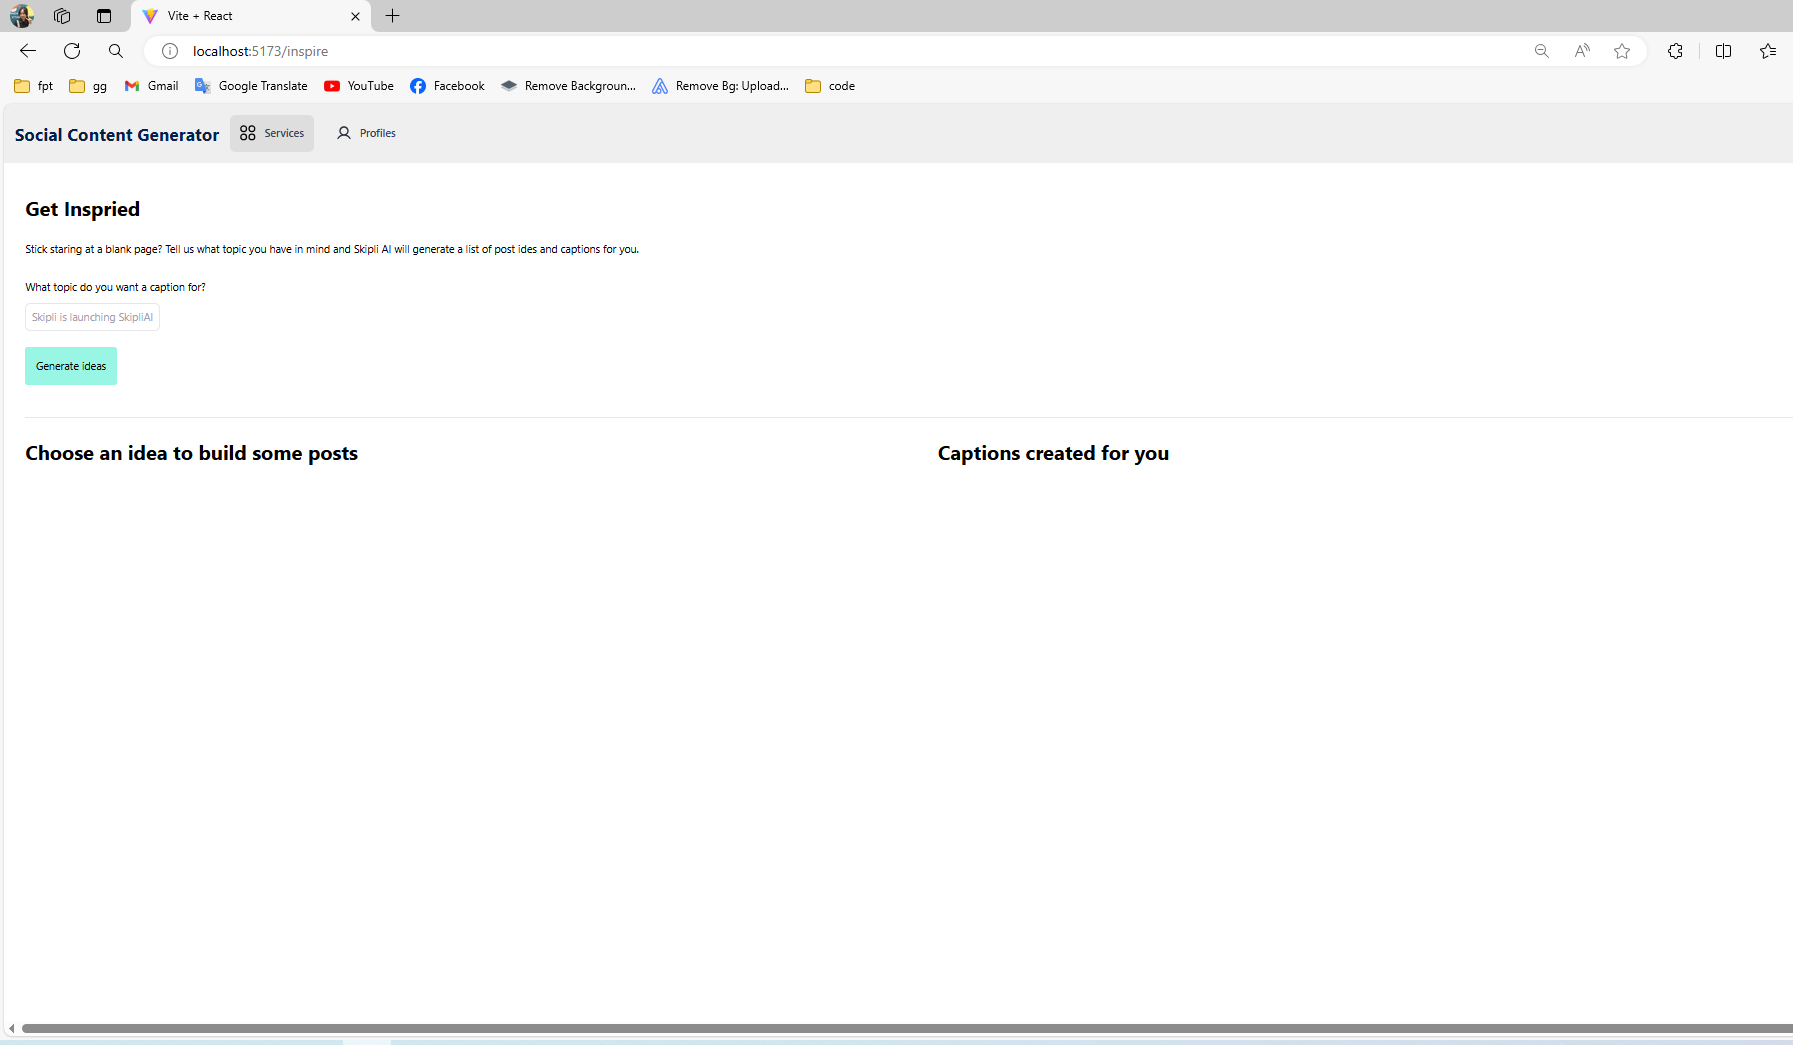 Vite + React
localhost:5173/inspire
fpt gg Gmail Google Translate YouTube Facebook Remove Backgroun... Remove Bg: Upload... code
Social Content Generator Services Profiles
Get Inspried
Stick staring at a blank page? Tell us what topic you have in mind and Skipli AI will generate a list of post ides and captions for you.
What topic do you want a caption for?
Skipli is launching SkipliAI
Generate ideas
Choose an idea to build some posts
Captions created for you